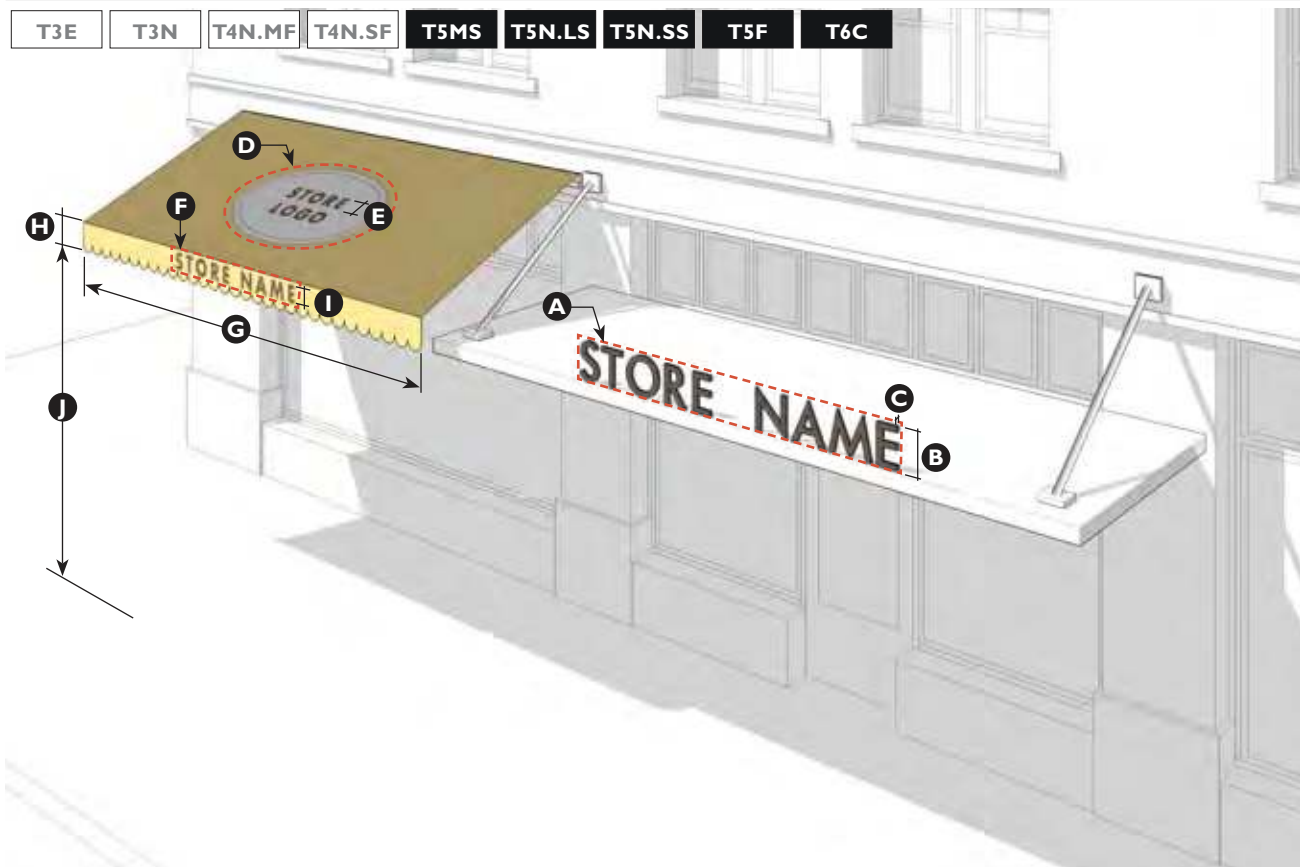 T3E T3N T4N.MF T4N.SF T5MS T5N.LS T5N.SS T5F T6C
D
STORE
LOGO
E
F
H
STORE NAME
I
G
A
STORE NAME
C
B
J